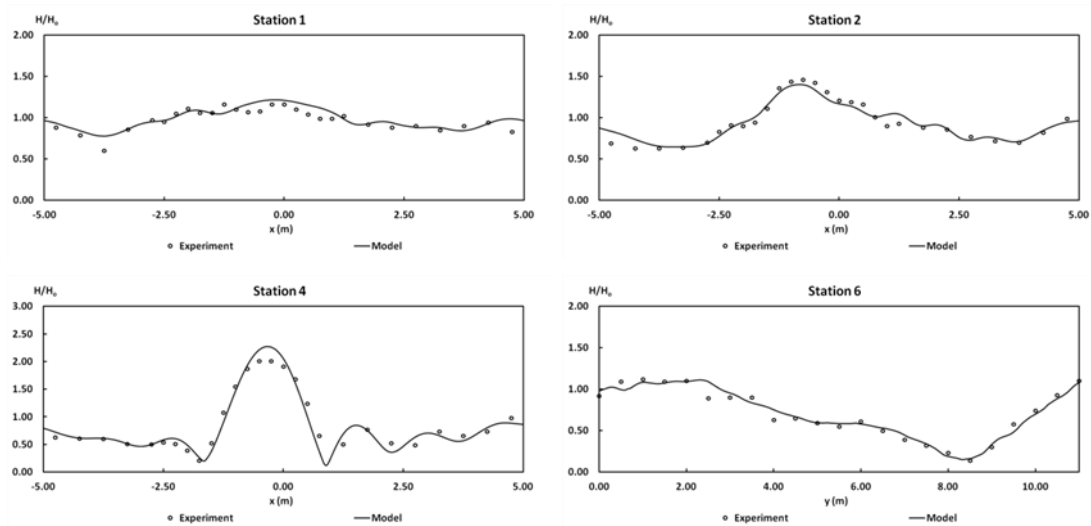 Station 1
H/Hₒ
2.00
1.50
1.00
0.50
0.00
-5.00 -2.50 0.00 2.50 5.00
x (m)
Experiment Model
Station 2
H/Hₒ
2.00
1.50
1.00
0.50
0.00
-5.00 -2.50 0.00 2.50 5.00
x (m)
Experiment Model
Station 4
H/Hₒ
3.00
2.50
2.00
1.50
1.00
0.50
0.00
-5.00 -2.50 0.00 2.50 5.00
x (m)
Experiment Model
Station 6
H/Hₒ
2.00
1.50
1.00
0.50
0.00
0.00 2.00 4.00 6.00 8.00 10.00
y (m)
Experiment Model